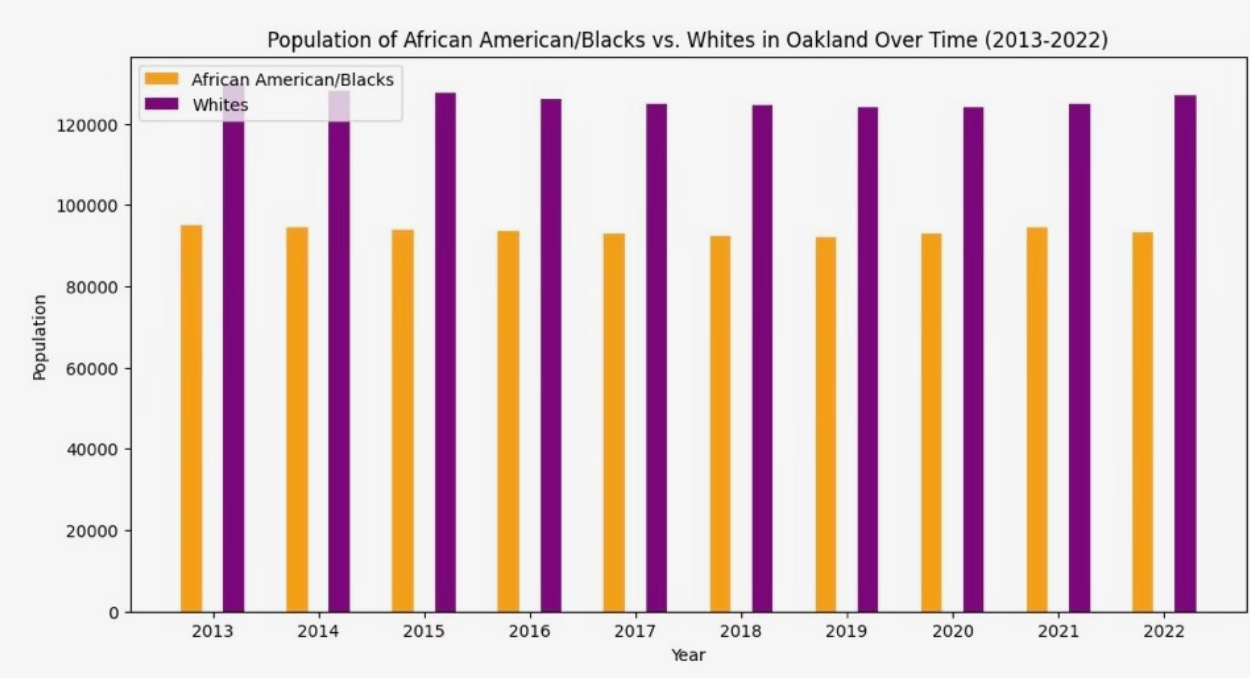 Population of African American/Blacks vs. Whites in Oakland Over Time (2013-2022)
African American/Blacks
Whites
120000
100000
80000
60000
40000
20000
0
Population
2013 2014 2015 2016 2017 2018 2019 2020 2021 2022
Year